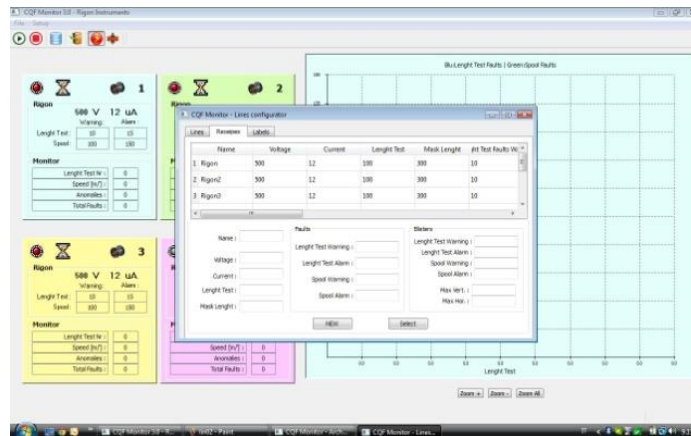 CQF Monitor 3.0 - Rigon Instruments
File Setup
1
Rigon
500 V 12 uA
Warning: Alarm:
Lenght Test: 10 15
Spool: 100 150
Monitor
Lenght Test Nr : 0
Speed [m/']: 0
Anomalies : 0
Total Faults : 0
2
3
Rigon
500 V 12 uA
Warning: Alarm:
Lenght Test: 10 15
Spool: 100 150
Monitor
Lenght Test Nr : 0
Speed [m/']: 0
Anomalies : 0
Total Faults : 0
Speed [m/']: 0
Anomalies : 0
Total Faults : 0
Blu:Lenght Test Faults | Green:Spool Faults
Lenght Test
Zoom + Zoom - Zoom All
CQF Monitor - Lines configurator
Lines Receipes Labels
Name Voltage Current Lenght Test Mask Lenght
1 Rigon 500 12 100 300 10
2 Rigon2 500 12 100 300 10
3 Rigon3 500 12 100 300 10
Name :
Voltage :
Current :
Lenght Test :
Mask Lenght :
Faults
Lenght Test Warning :
Lenght Test Alarm :
Spool Warning :
Spool Alarm :
Blisters
Lenght Test Warning :
Lenght Test Alarm :
Spool Warning :
Spool Alarm :
Max Vert. :
Max Hor. :
NEW Select
CQF Monitor 3.0 - R...
lin02 - Paint
CQF Monitor - Arch...
CQF Monitor - Lines...